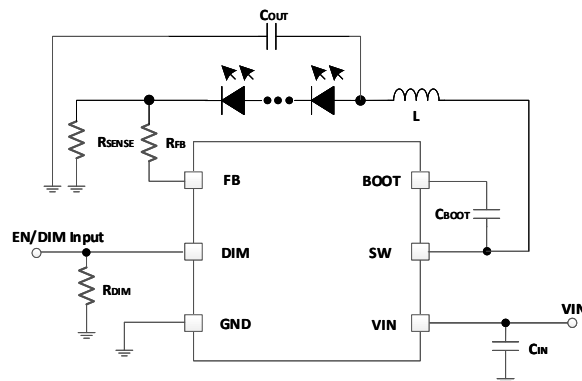 COUT
RSENSE
RFB
L
FB
BOOT
CBOOT
EN/DIM Input
DIM
SW
RDIM
GND
VIN
VIN
CIN